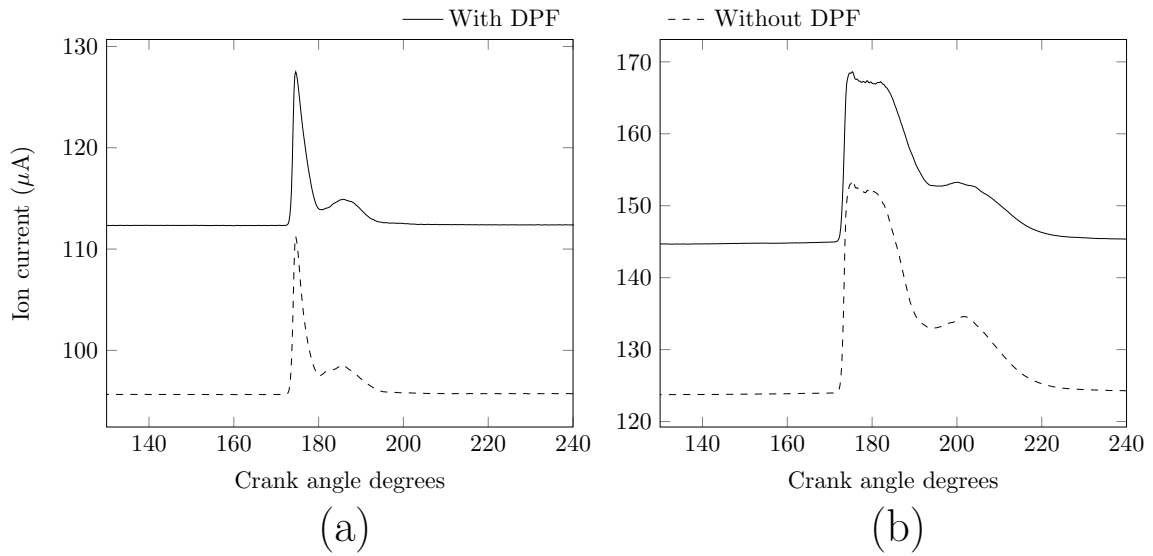 With DPF Without DPF
130
120
110
100
Ion current (μA)
140 160 180 200 220 240
Crank angle degrees
(a)
170
160
150
140
130
120
140 160 180 200 220 240
Crank angle degrees
(b)